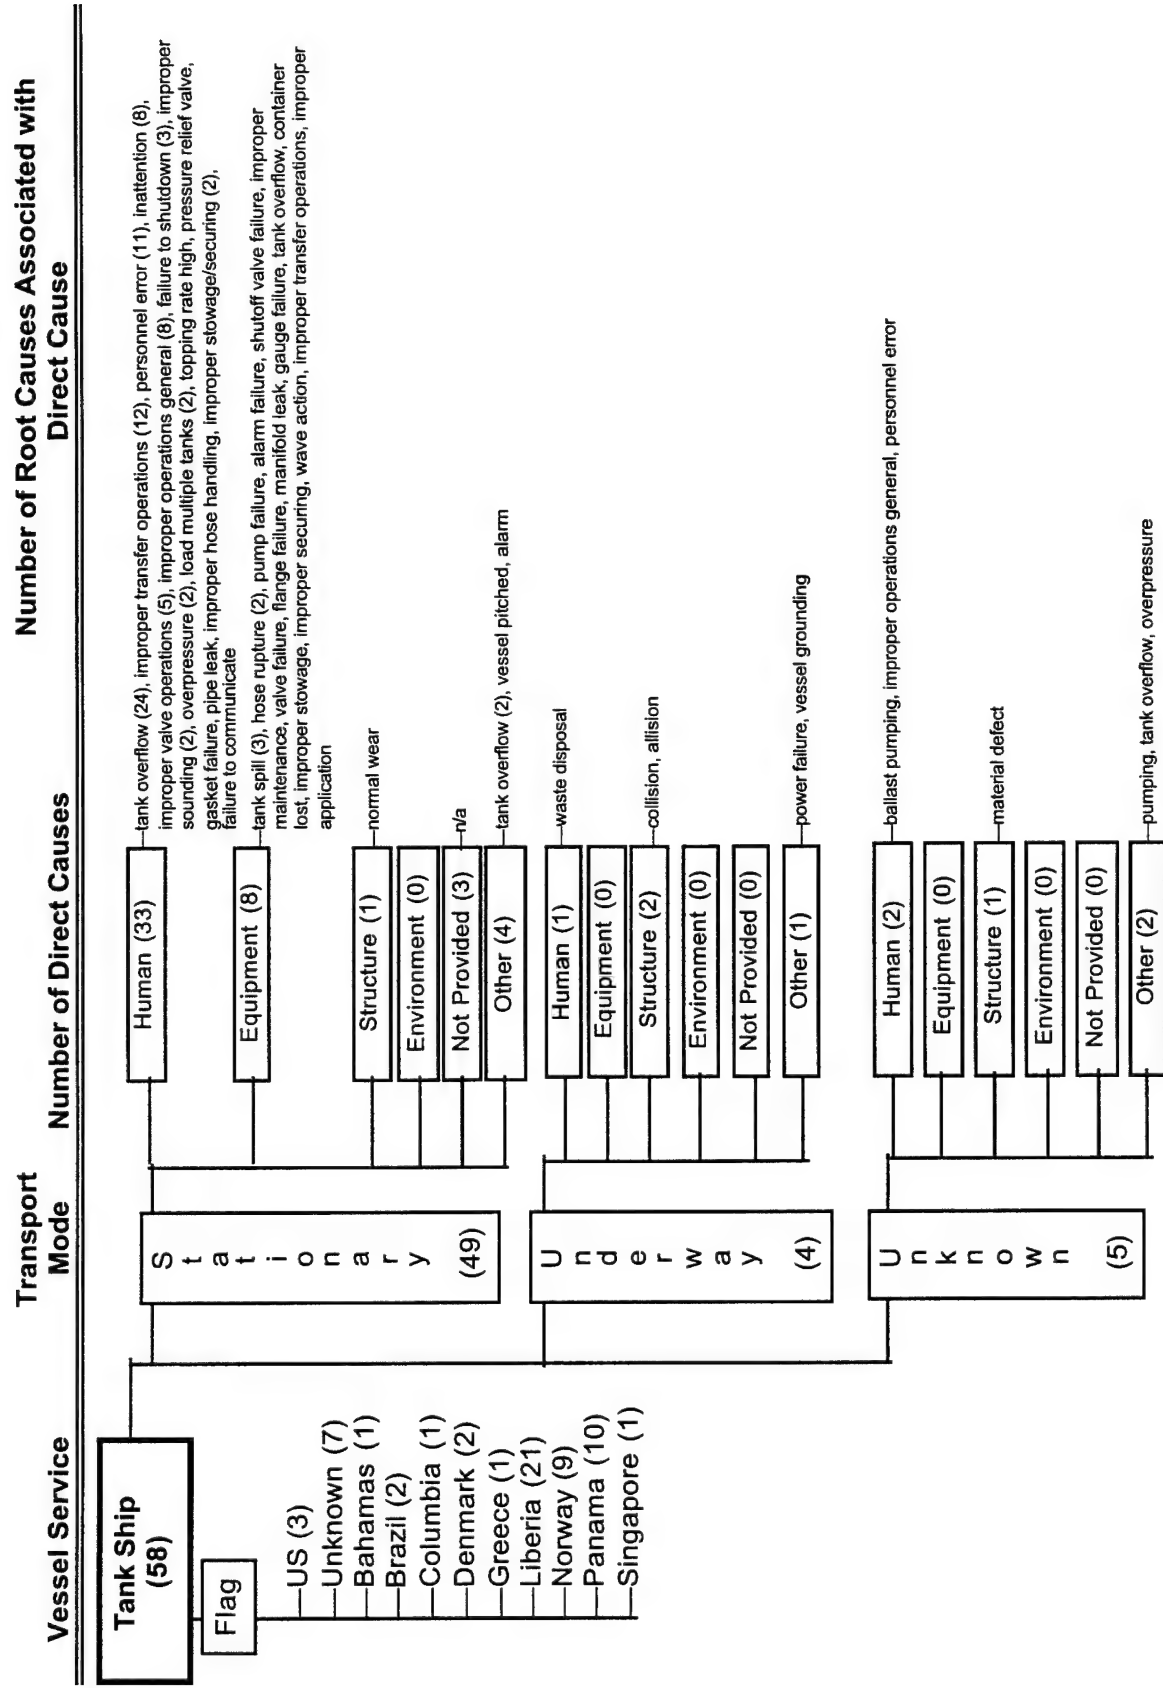 Number of Root Causes Associated with
Direct Cause
Vessel Service
Transport
Mode
Number of Direct Causes
Tank Ship
(58)
Flag
US (3)
Unknown (7)
Bahamas (1)
Brazil (2)
Columbia (1)
Denmark (2)
Greece (1)
Liberia (21)
Norway (9)
Panama (10)
Singapore (1)
Stationary
(49)
Human (33)
tank overflow (24), improper transfer operations (12), personnel error (11), inattention (8),
improper valve operations (5), improper operations general (8), failure to shutdown (3), improper
sounding (2), overpressure (2), load multiple tanks (2), topping rate high, pressure relief valve,
gasket failure, pipe leak, improper hose handling, improper stowage/securing (2),
failure to communicate
Equipment (8)
tank spill (3), hose rupture (2), pump failure, alarm failure, shutoff valve failure, improper
maintenance, valve failure, flange failure, manifold leak, gauge failure, tank overflow, container
lost, improper stowage, improper securing, wave action, improper transfer operations, improper
application
Structure (1)
normal wear
Environment (0)
Not Provided (3)
n/a
Other (4)
tank overflow (2), vessel pitched, alarm
Underway
(4)
Human (1)
waste disposal
Equipment (0)
Structure (2)
collision, allision
Environment (0)
Not Provided (0)
Other (1)
power failure, vessel grounding
Unknown
(5)
Human (2)
ballast pumping, improper operations general, personnel error
Equipment (0)
Structure (1)
material defect
Environment (0)
Not Provided (0)
Other (2)
pumping, tank overflow, overpressure